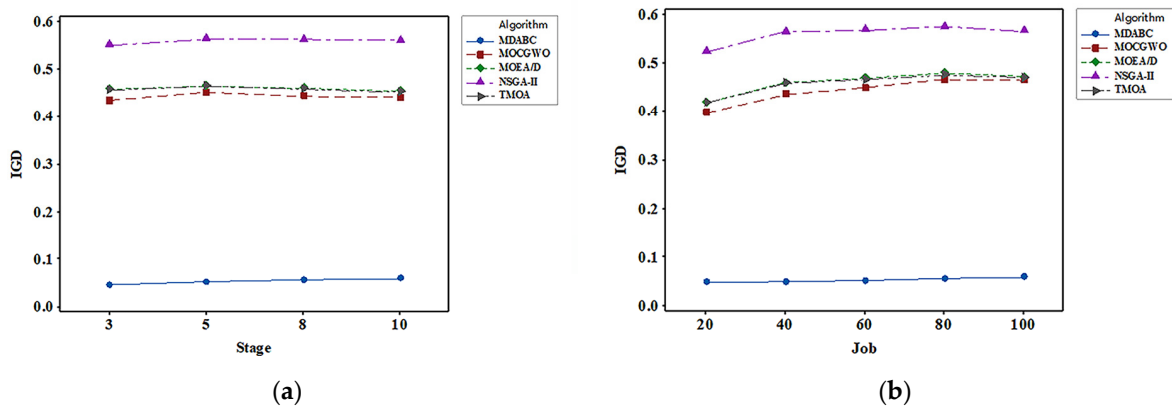 0.6
0.5
0.4
0.3
0.2
0.1
0.0
IGD
3 5 8 10
Stage
Algorithm
MDABC
MOCGWO
MOEA/D
NSGA-II
TMOA
(a)
0.6
0.5
0.4
0.3
0.2
0.1
0.0
IGD
20 40 60 80 100
Job
Algorithm
MDABC
MOCGWO
MOEA/D
NSGA-II
TMOA
(b)